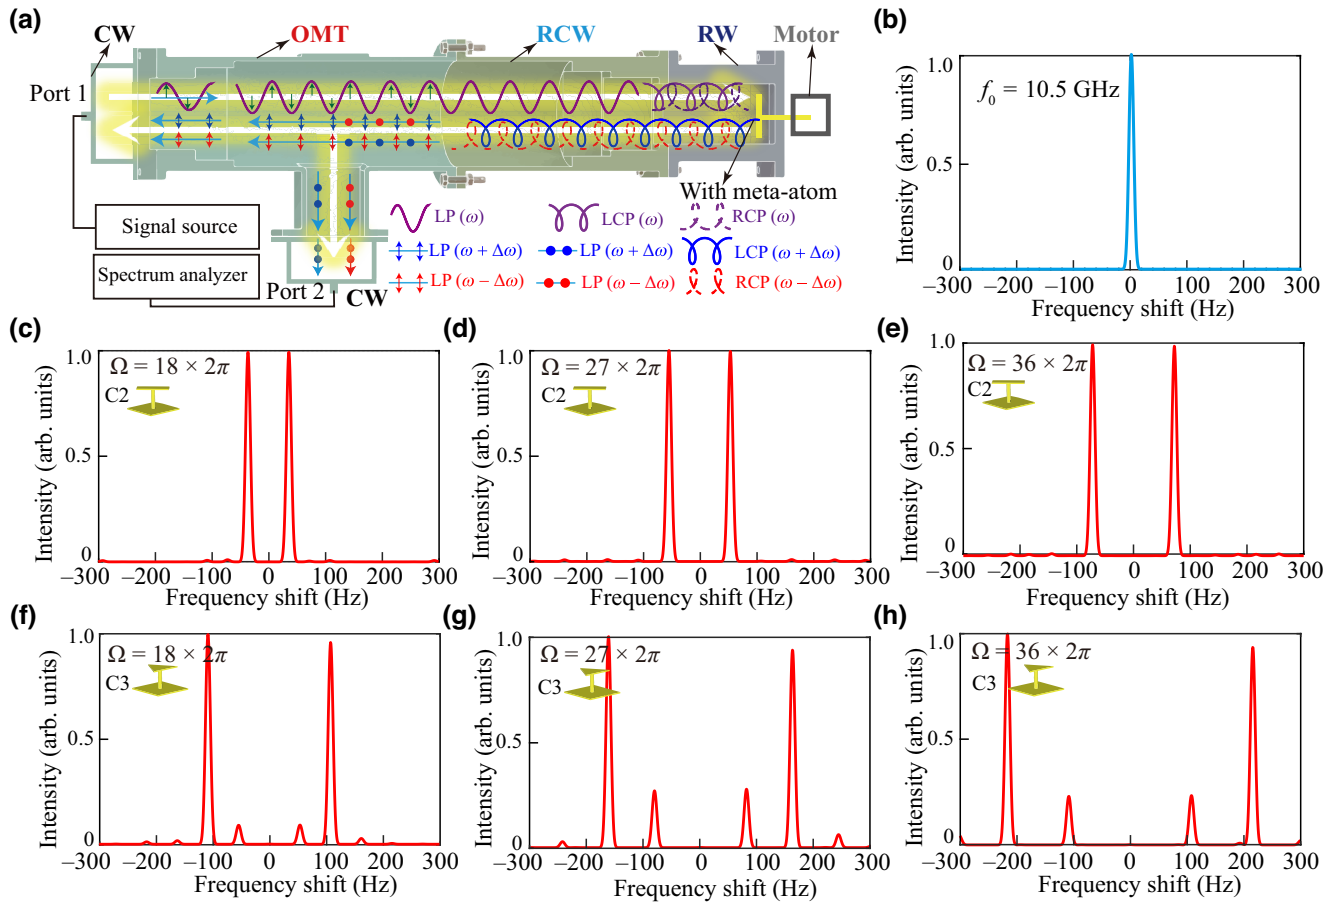 (a)
CW
OMT
RCW
RW
Motor
Port 1
With meta-atom
Signal source
Spectrum analyzer
Port 2
CW
LP (ω)
LCP (ω)
RCP (ω)
LP (ω + Δω)
LP (ω + Δω)
LCP (ω + Δω)
LP (ω − Δω)
LP (ω − Δω)
RCP (ω − Δω)
(b)
f0 = 10.5 GHz
Intensity (arb. units)
1.0
0.5
0
−300 −200 −100 0 100 200 300
Frequency shift (Hz)
(c)
Ω = 18 × 2π
C2
Intensity (arb. units)
1.0
0.5
0
−300 −200 −100 0 100 200 300
Frequency shift (Hz)
(d)
Ω = 27 × 2π
C2
Intensity (arb. units)
1.0
0.5
0
−300 −200 −100 0 100 200 300
Frequency shift (Hz)
(e)
Ω = 36 × 2π
C2
Intensity (arb. units)
1.0
0.5
0
−300 −200 −100 0 100 200 300
Frequency shift (Hz)
(f)
Ω = 18 × 2π
C3
Intensity (arb. units)
1.0
0.5
0
−300 −200 −100 0 100 200 300
Frequency shift (Hz)
(g)
Ω = 27 × 2π
C3
Intensity (arb. units)
1.0
0.5
0
−300 −200 −100 0 100 200 300
Frequency shift (Hz)
(h)
Ω = 36 × 2π
C3
Intensity (arb. units)
1.0
0.5
0
−300 −200 −100 0 100 200 300
Frequency shift (Hz)